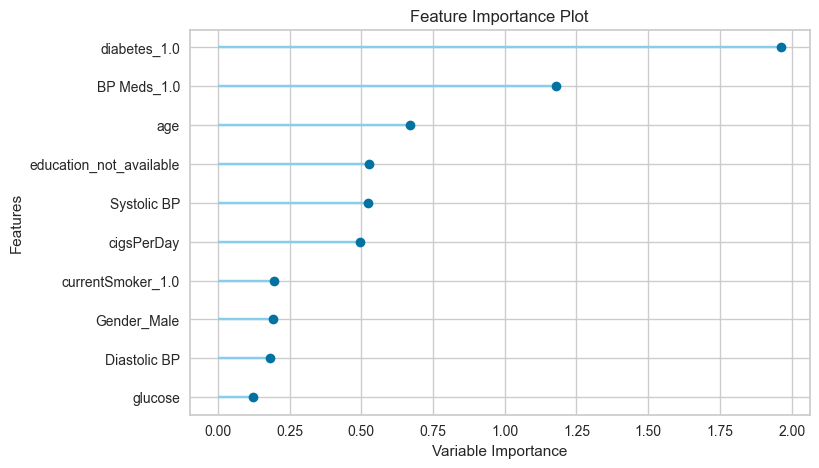 Feature Importance Plot
Features
diabetes_1.0
BP Meds_1.0
age
education_not_available
Systolic BP
cigsPerDay
currentSmoker_1.0
Gender_Male
Diastolic BP
glucose
0.00 0.25 0.50 0.75 1.00 1.25 1.50 1.75 2.00
Variable Importance